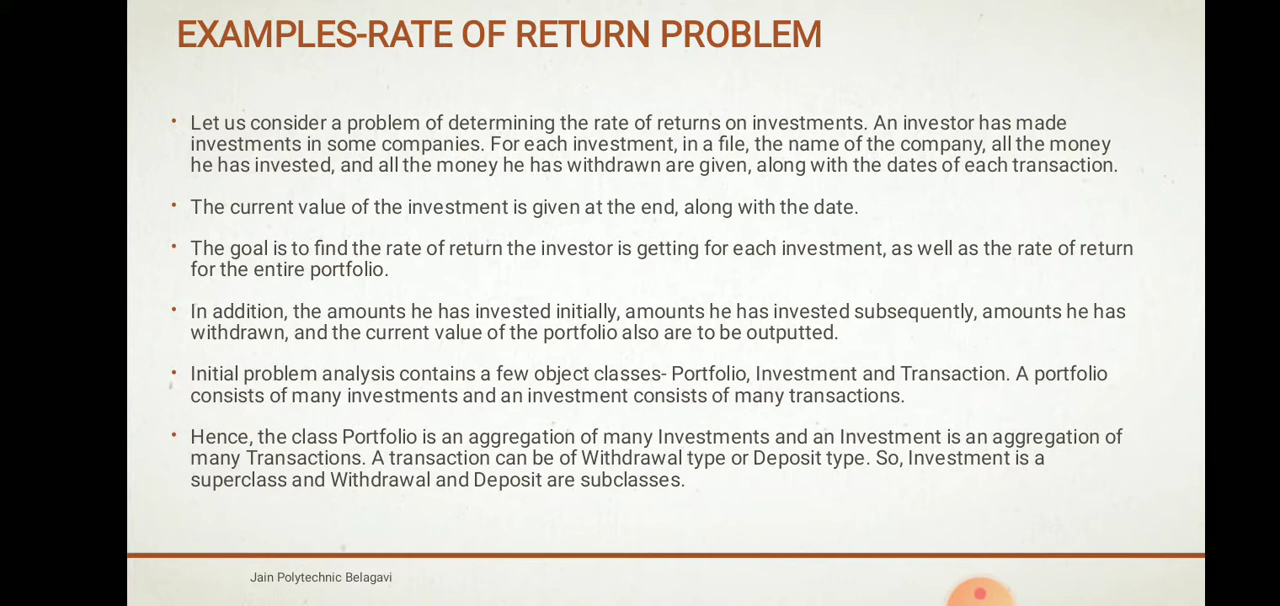 EXAMPLES-RATE OF RETURN PROBLEM
• Let us consider a problem of determining the rate of returns on investments. An investor has made
investments in some companies. For each investment, in a file, the name of the company, all the money
he has invested, and all the money he has withdrawn are given, along with the dates of each transaction.
• The current value of the investment is given at the end, along with the date.
• The goal is to find the rate of return the investor is getting for each investment, as well as the rate of return
for the entire portfolio.
• In addition, the amounts he has invested initially, amounts he has invested subsequently, amounts he has
withdrawn, and the current value of the portfolio also are to be outputted.
• Initial problem analysis contains a few object classes- Portfolio, Investment and Transaction. A portfolio
consists of many investments and an investment consists of many transactions.
• Hence, the class Portfolio is an aggregation of many Investments and an Investment is an aggregation of
many Transactions. A transaction can be of Withdrawal type or Deposit type. So, Investment is a
superclass and Withdrawal and Deposit are subclasses.
Jain Polytechnic Belagavi